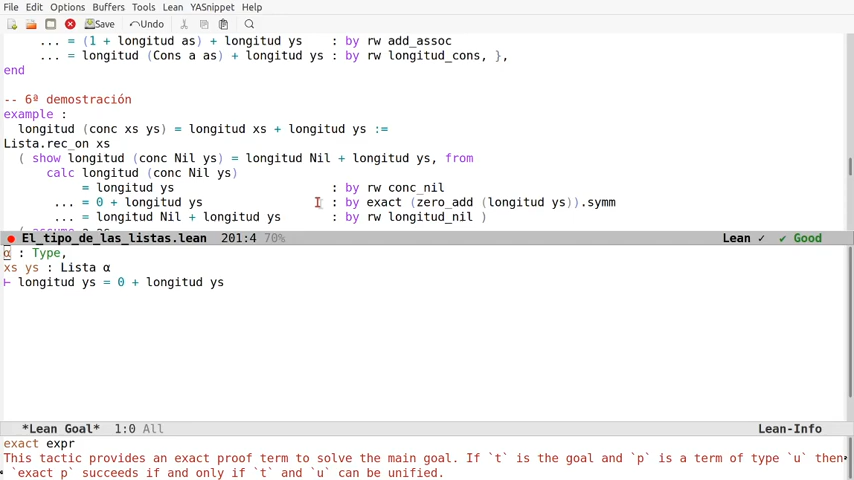 File Edit Options Buffers Tools Lean YASnippet Help
Save Undo
... = (1 + longitud as) + longitud ys : by rw add_assoc
... = longitud (Cons a as) + longitud ys : by rw longitud_cons, },
end
-- 6ª demostración
example :
longitud (conc xs ys) = longitud xs + longitud ys :=
Lista.rec_on xs
( show longitud (conc Nil ys) = longitud Nil + longitud ys, from
calc longitud (conc Nil ys)
= longitud ys : by rw conc_nil
... = 0 + longitud ys : by exact (zero_add (longitud ys)).symm
... = longitud Nil + longitud ys : by rw longitud_nil )
El_tipo_de_las_listas.lean 201:4 70% Lean ✓ ✔ Good
α : Type,
xs ys : Lista α
⊢ longitud ys = 0 + longitud ys
*Lean Goal* 1:0 All Lean-Info
exact expr
This tactic provides an exact proof term to solve the main goal. If `t` is the goal and `p` is a term of type `u` then
`exact p` succeeds if and only if `t` and `u` can be unified.